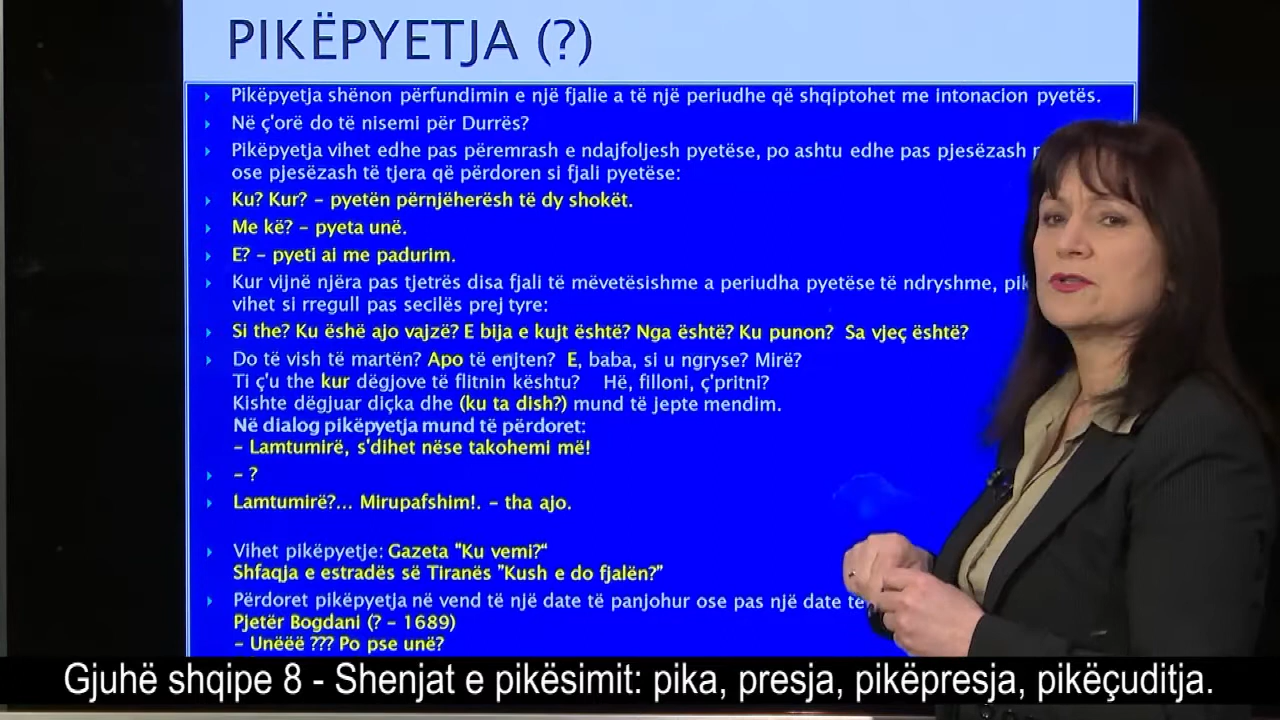 PIKËPYETJA (?)
Pikëpyetja shënon përfundimin e një fjalie a të një periudhe që shqiptohet me intonacion pyetës.
Në ç'orë do të nisemi për Durrës?
Pikëpyetja vihet edhe pas përemrash e ndajfoljesh pyetëse, po ashtu edhe pas pjesëzash
ose pjesëzash të tjera që përdoren si fjali pyetëse:
Ku? Kur? – pyetën përnjëherësh të dy shokët.
Me kë? – pyeta unë.
E? – pyeti ai me padurim.
Kur vijnë njëra pas tjetrës disa fjali të mëvetësishme a periudha pyetëse të ndryshme,
vihet si rregull pas secilës prej tyre:
Si the? Ku ëshë ajo vajzë? E bija e kujt është? Nga është? Ku punon? Sa vjeç është?
Do të vish të martën? Apo të enjten? E, baba, si u ngryse? Mirë?
Ti ç'u the kur dëgjove të flitnin kështu? Hë, filloni, ç'pritni?
Kishte dëgjuar diçka dhe (ku ta dish?) mund të jepte mendim.
Në dialog pikëpyetja mund të përdoret:
– Lamtumirë, s'dihet nëse takohemi më!
– ?
Lamtumirë?... Mirupafshim!. – tha ajo.
Vihet pikëpyetje: Gazeta "Ku vemi?"
Shfaqja e estradës së Tiranës "Kush e do fjalën?"
Përdoret pikëpyetja në vend të një date të panjohur ose pas një date të
Pjetër Bogdani (? – 1689)
– Unëëë ??? Po pse unë?
Gjuhë shqipe 8 - Shenjat e pikësimit: pika, presja, pikëpresja, pikëçuditja.